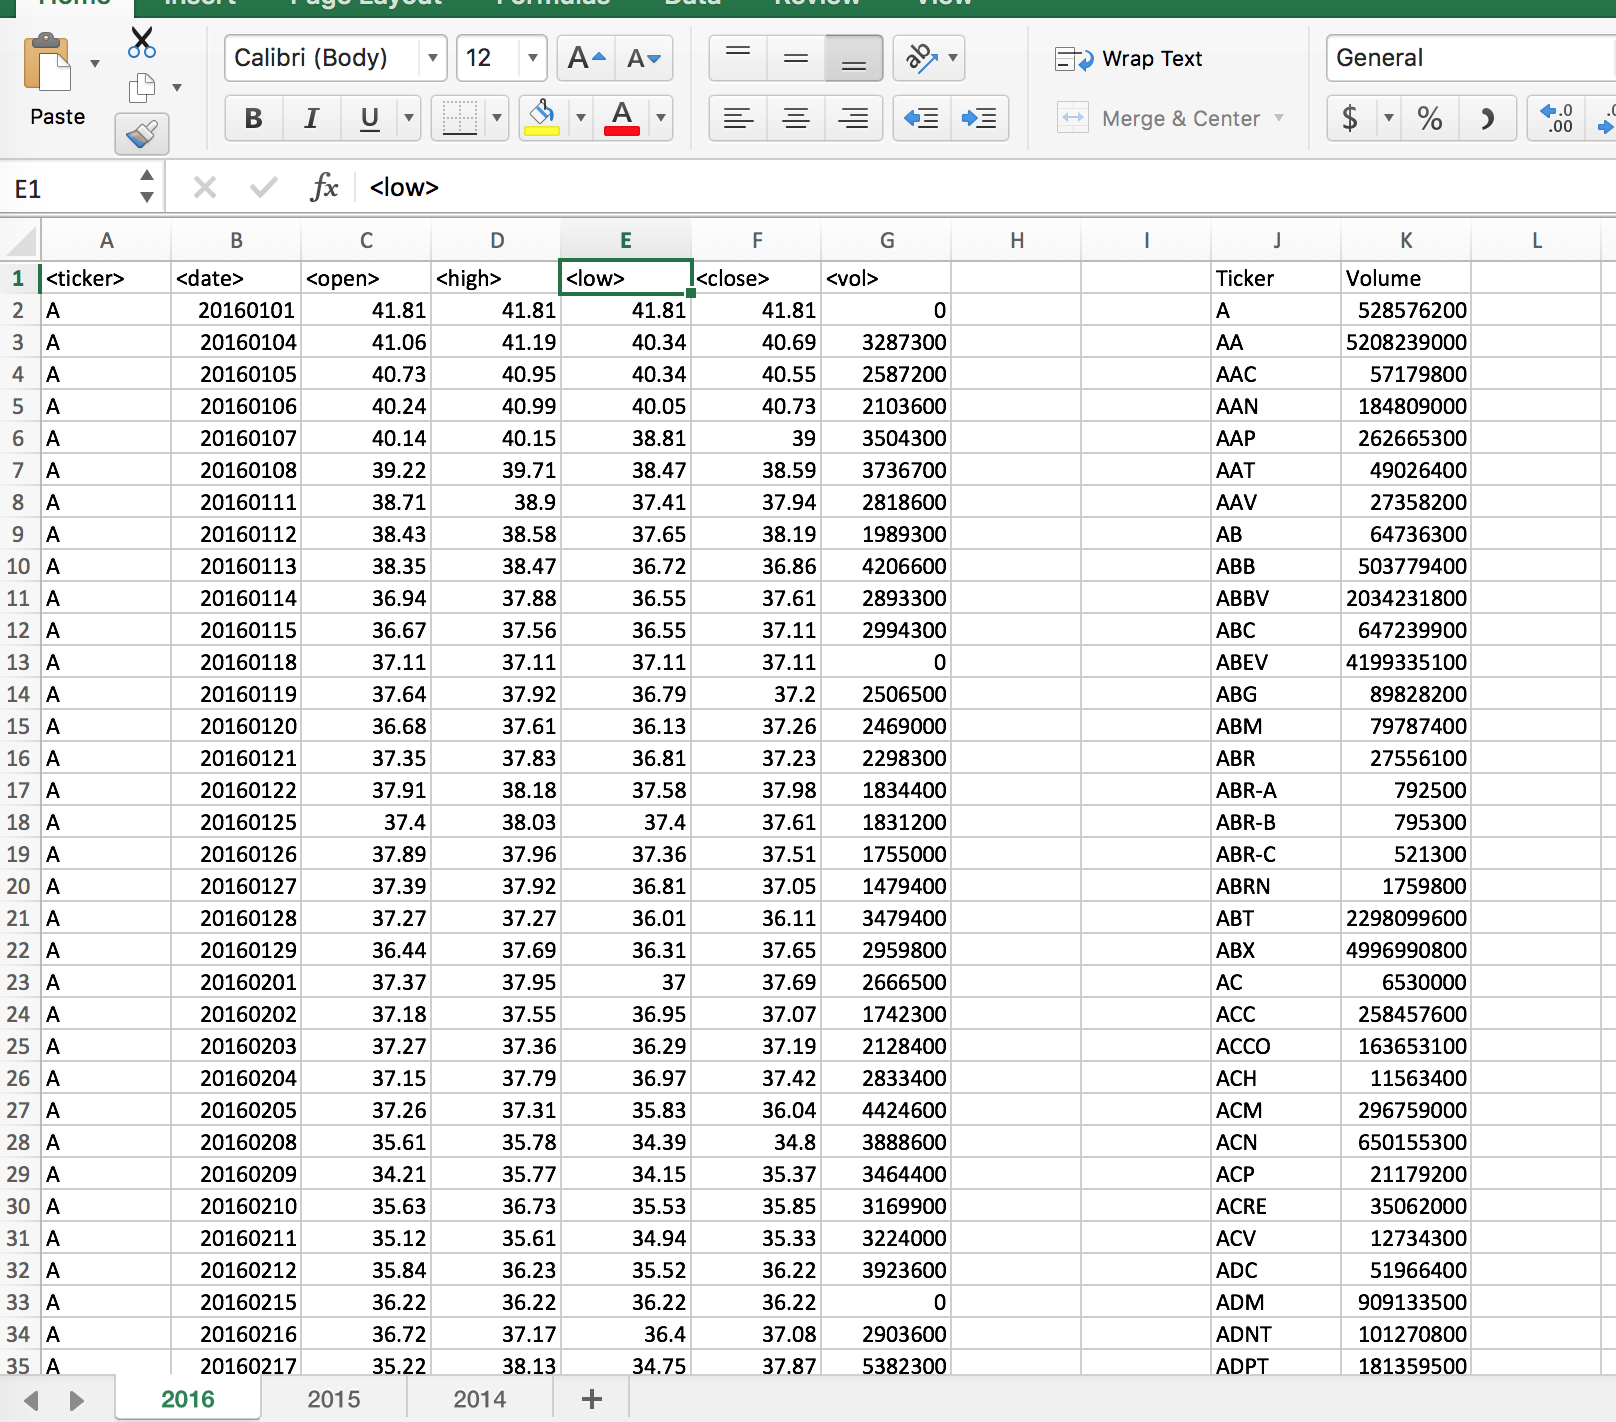 Home Insert Page Layout Formulas Data Review View
Calibri (Body) 12 A A ab Wrap Text General
Paste B I U A Merge & Center $ % .0 .00
E1 fx <low>
A B C D E F G H I J K L
1 <ticker> <date> <open> <high> <low> <close> <vol> Ticker Volume
2 A 20160101 41.81 41.81 41.81 41.81 0 A 528576200
3 A 20160104 41.06 41.19 40.34 40.69 3287300 AA 5208239000
4 A 20160105 40.73 40.95 40.34 40.55 2587200 AAC 57179800
5 A 20160106 40.24 40.99 40.05 40.73 2103600 AAN 184809000
6 A 20160107 40.14 40.15 38.81 39 3504300 AAP 262665300
7 A 20160108 39.22 39.71 38.47 38.59 3736700 AAT 49026400
8 A 20160111 38.71 38.9 37.41 37.94 2818600 AAV 27358200
9 A 20160112 38.43 38.58 37.65 38.19 1989300 AB 64736300
10 A 20160113 38.35 38.47 36.72 36.86 4206600 ABB 503779400
11 A 20160114 36.94 37.88 36.55 37.61 2893300 ABBV 2034231800
12 A 20160115 36.67 37.56 36.55 37.11 2994300 ABC 647239900
13 A 20160118 37.11 37.11 37.11 37.11 0 ABEV 4199335100
14 A 20160119 37.64 37.92 36.79 37.2 2506500 ABG 89828200
15 A 20160120 36.68 37.61 36.13 37.26 2469000 ABM 79787400
16 A 20160121 37.35 37.83 36.81 37.23 2298300 ABR 27556100
17 A 20160122 37.91 38.18 37.58 37.98 1834400 ABR-A 792500
18 A 20160125 37.4 38.03 37.4 37.61 1831200 ABR-B 795300
19 A 20160126 37.89 37.96 37.36 37.51 1755000 ABR-C 521300
20 A 20160127 37.39 37.92 36.81 37.05 1479400 ABRN 1759800
21 A 20160128 37.27 37.27 36.01 36.11 3479400 ABT 2298099600
22 A 20160129 36.44 37.69 36.31 37.65 2959800 ABX 4996990800
23 A 20160201 37.37 37.95 37 37.69 2666500 AC 6530000
24 A 20160202 37.18 37.55 36.95 37.07 1742300 ACC 258457600
25 A 20160203 37.27 37.36 36.29 37.19 2128400 ACCO 163653100
26 A 20160204 37.15 37.79 36.97 37.42 2833400 ACH 11563400
27 A 20160205 37.26 37.31 35.83 36.04 4424600 ACM 296759000
28 A 20160208 35.61 35.78 34.39 34.8 3888600 ACN 650155300
29 A 20160209 34.21 35.77 34.15 35.37 3464400 ACP 21179200
30 A 20160210 35.63 36.73 35.53 35.85 3169900 ACRE 35062000
31 A 20160211 35.12 35.61 34.94 35.33 3224000 ACV 12734300
32 A 20160212 35.84 36.23 35.52 36.22 3923600 ADC 51966400
33 A 20160215 36.22 36.22 36.22 36.22 0 ADM 909133500
34 A 20160216 36.72 37.17 36.4 37.08 2903600 ADNT 101270800
35 A 20160217 35.22 38.13 34.75 37.87 5382300 ADPT 181359500
2016 2015 2014 +